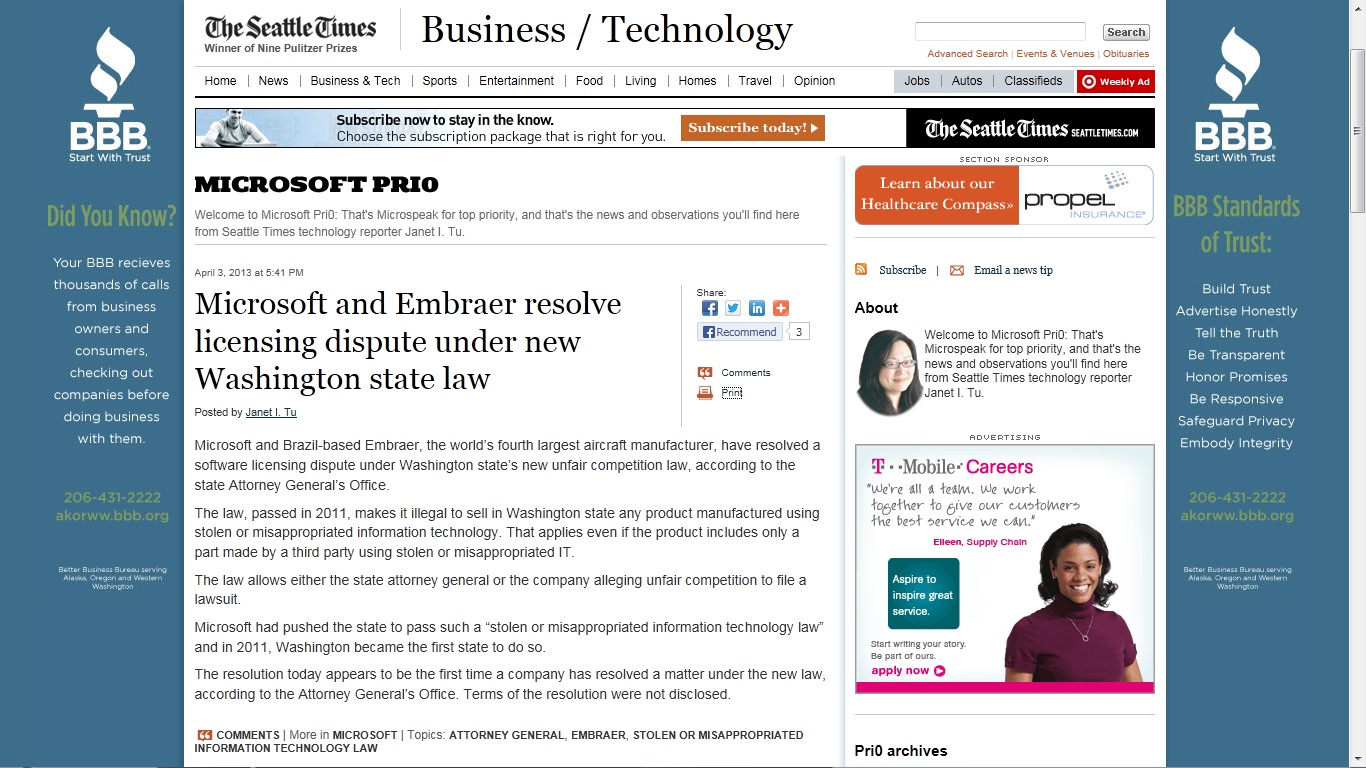 The Seattle Times
Winner of Nine Pulitzer Prizes
Business / Technology
Search
Advanced Search | Events & Venues | Obituaries
Home | News | Business & Tech | Sports | Entertainment | Food | Living | Homes | Travel | Opinion
Jobs | Autos | Classifieds
Weekly Ad
Subscribe now to stay in the know.
Choose the subscription package that is right for you.
Subscribe today!
The Seattle Times SEATTLETIMES.COM
BBB
Start With Trust
Did You Know?
Your BBB recieves
thousands of calls
from business
owners and
consumers,
checking out
companies before
doing business
with them.
206-431-2222
akorww.bbb.org
Better Business Bureau serving
Alaska, Oregon and Western
Washington
MICROSOFT PRI0
Welcome to Microsoft Pri0: That's Microspeak for top priority, and that's the news and observations you'll find here
from Seattle Times technology reporter Janet I. Tu.
April 3, 2013 at 5:41 PM
Microsoft and Embraer resolve
licensing dispute under new
Washington state law
Posted by Janet I. Tu
Share:
Recommend
3
Comments
Print
Microsoft and Brazil-based Embraer, the world’s fourth largest aircraft manufacturer, have resolved a
software licensing dispute under Washington state’s new unfair competition law, according to the
state Attorney General’s Office.
The law, passed in 2011, makes it illegal to sell in Washington state any product manufactured using
stolen or misappropriated information technology. That applies even if the product includes only a
part made by a third party using stolen or misappropriated IT.
The law allows either the state attorney general or the company alleging unfair competition to file a
lawsuit.
Microsoft had pushed the state to pass such a “stolen or misappropriated information technology law”
and in 2011, Washington became the first state to do so.
The resolution today appears to be the first time a company has resolved a matter under the new law,
according to the Attorney General’s Office. Terms of the resolution were not disclosed.
COMMENTS | More in MICROSOFT | Topics: ATTORNEY GENERAL, EMBRAER, STOLEN OR MISAPPROPRIATED
INFORMATION TECHNOLOGY LAW
SECTION SPONSOR
Learn about our
Healthcare Compass»
propel
INSURANCE®
Subscribe | Email a news tip
About
Welcome to Microsoft Pri0: That's
Microspeak for top priority, and that's the
news and observations you'll find here
from Seattle Times technology reporter
Janet I. Tu.
ADVERTISING
T··Mobile· Careers
"We're all a team. We work
together to give our customers
the best service we can."
Eileen, Supply Chain
Aspire to
inspire great
service.
Start writing your story.
Be part of ours.
apply now
Pri0 archives
BBB
Start With Trust
BBB Standards
of Trust:
Build Trust
Advertise Honestly
Tell the Truth
Be Transparent
Honor Promises
Be Responsive
Safeguard Privacy
Embody Integrity
206-431-2222
akorww.bbb.org
Better Business Bureau serving
Alaska, Oregon and Western
Washington